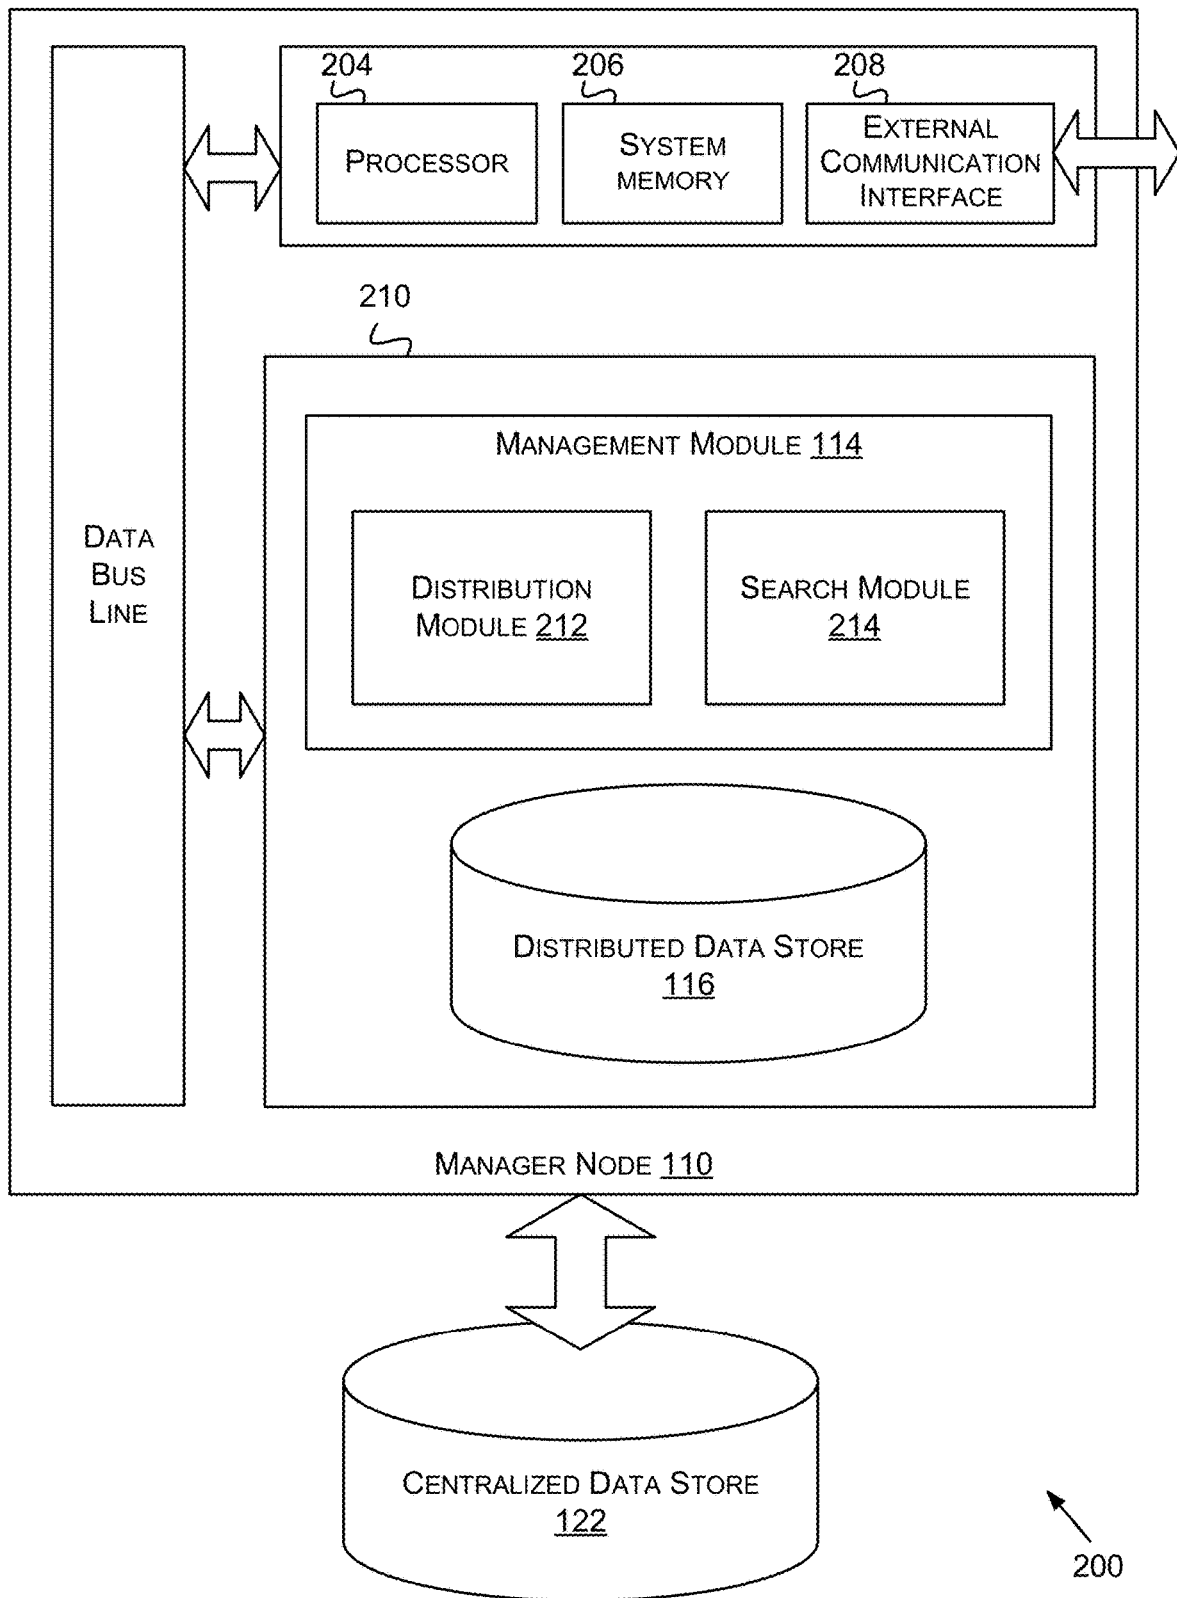 204
206
208
PROCESSOR
SYSTEM
MEMORY
EXTERNAL
COMMUNICATION
INTERFACE
210
MANAGEMENT MODULE 114
DISTRIBUTION
MODULE 212
SEARCH MODULE
214
DATA
BUS
LINE
DISTRIBUTED DATA STORE
116
MANAGER NODE 110
CENTRALIZED DATA STORE
122
200